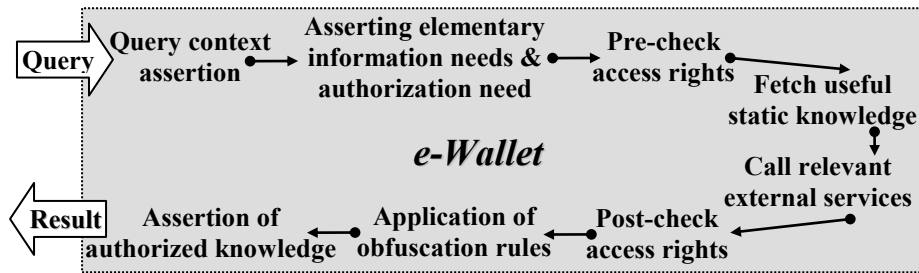 Query
Query context
assertion
Asserting elementary
information needs &
authorization need
Pre-check
access rights
Fetch useful
static knowledge
e-Wallet
Call relevant
external services
Post-check
access rights
Application of
obfuscation rules
Assertion of
authorized knowledge
Result